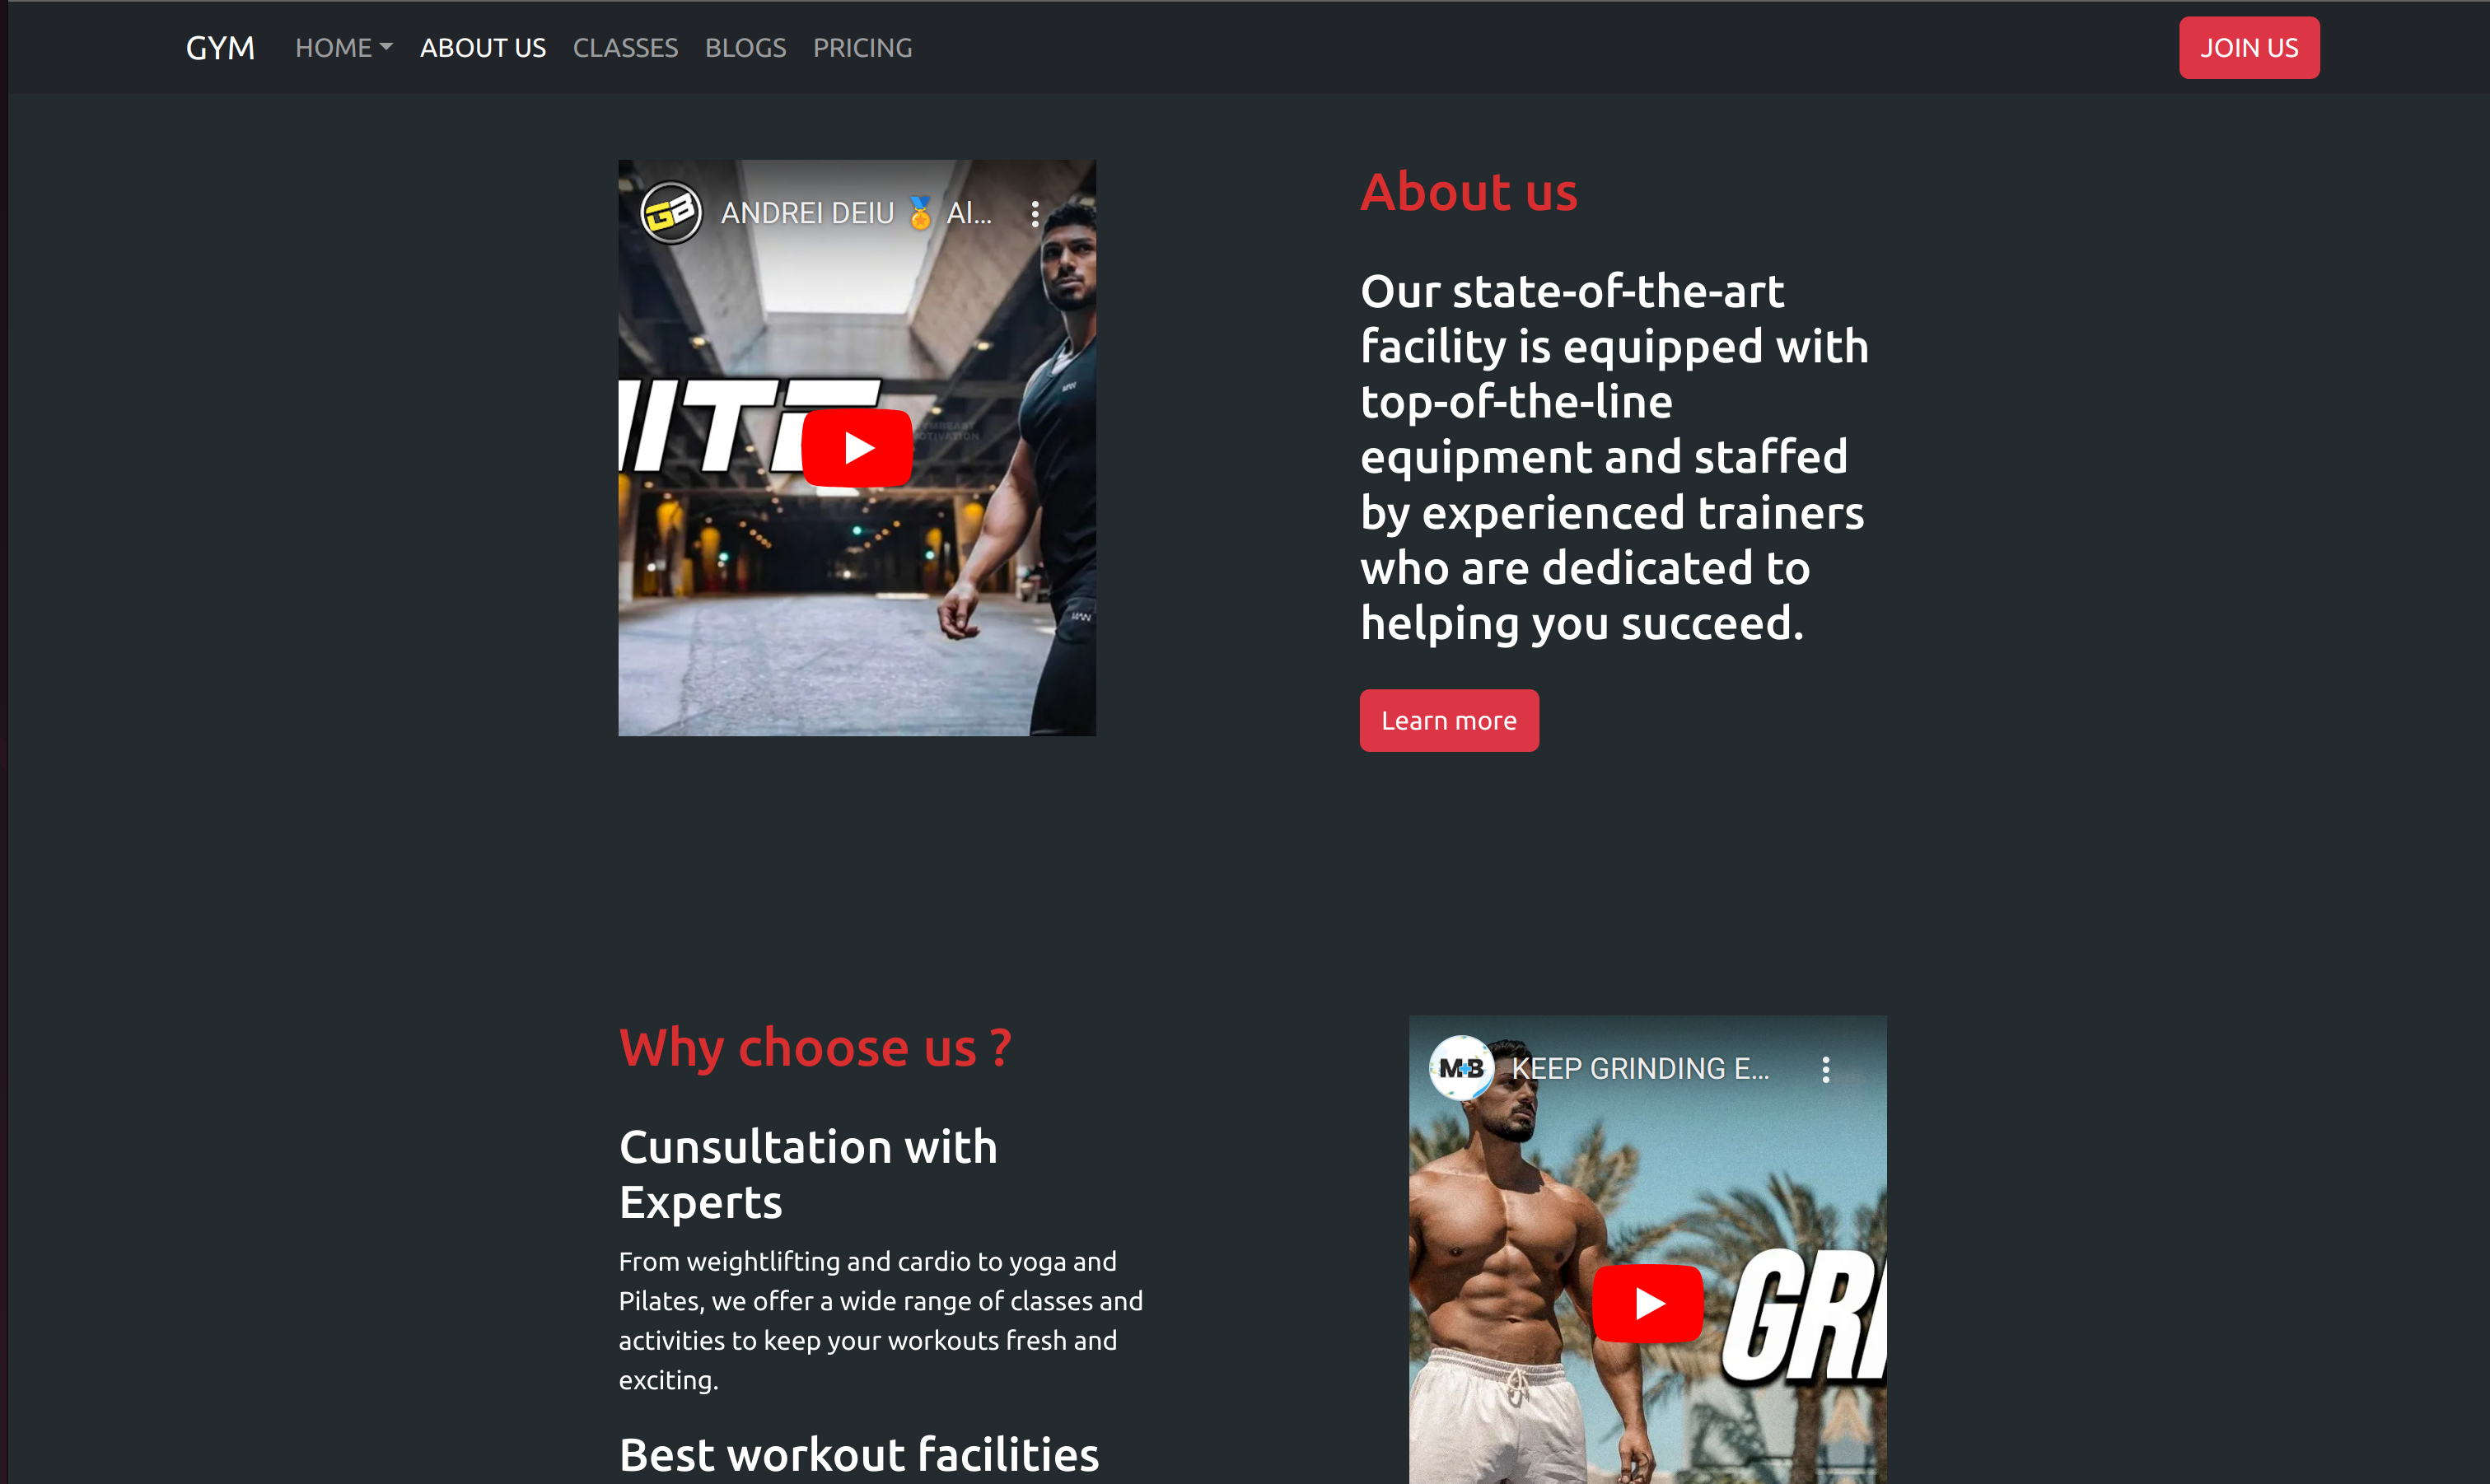 GYM HOME ABOUT US CLASSES BLOGS PRICING JOIN US
GB ANDREI DEIU 🏅 Al...
ITE
GYMBEAST
MOTIVATION
About us
Our state-of-the-art
facility is equipped with
top-of-the-line
equipment and staffed
by experienced trainers
who are dedicated to
helping you succeed.
Learn more
Why choose us ?
Cunsultation with
Experts
From weightlifting and cardio to yoga and
Pilates, we offer a wide range of classes and
activities to keep your workouts fresh and
exciting.
Best workout facilities
M+B KEEP GRINDING E...
GRI